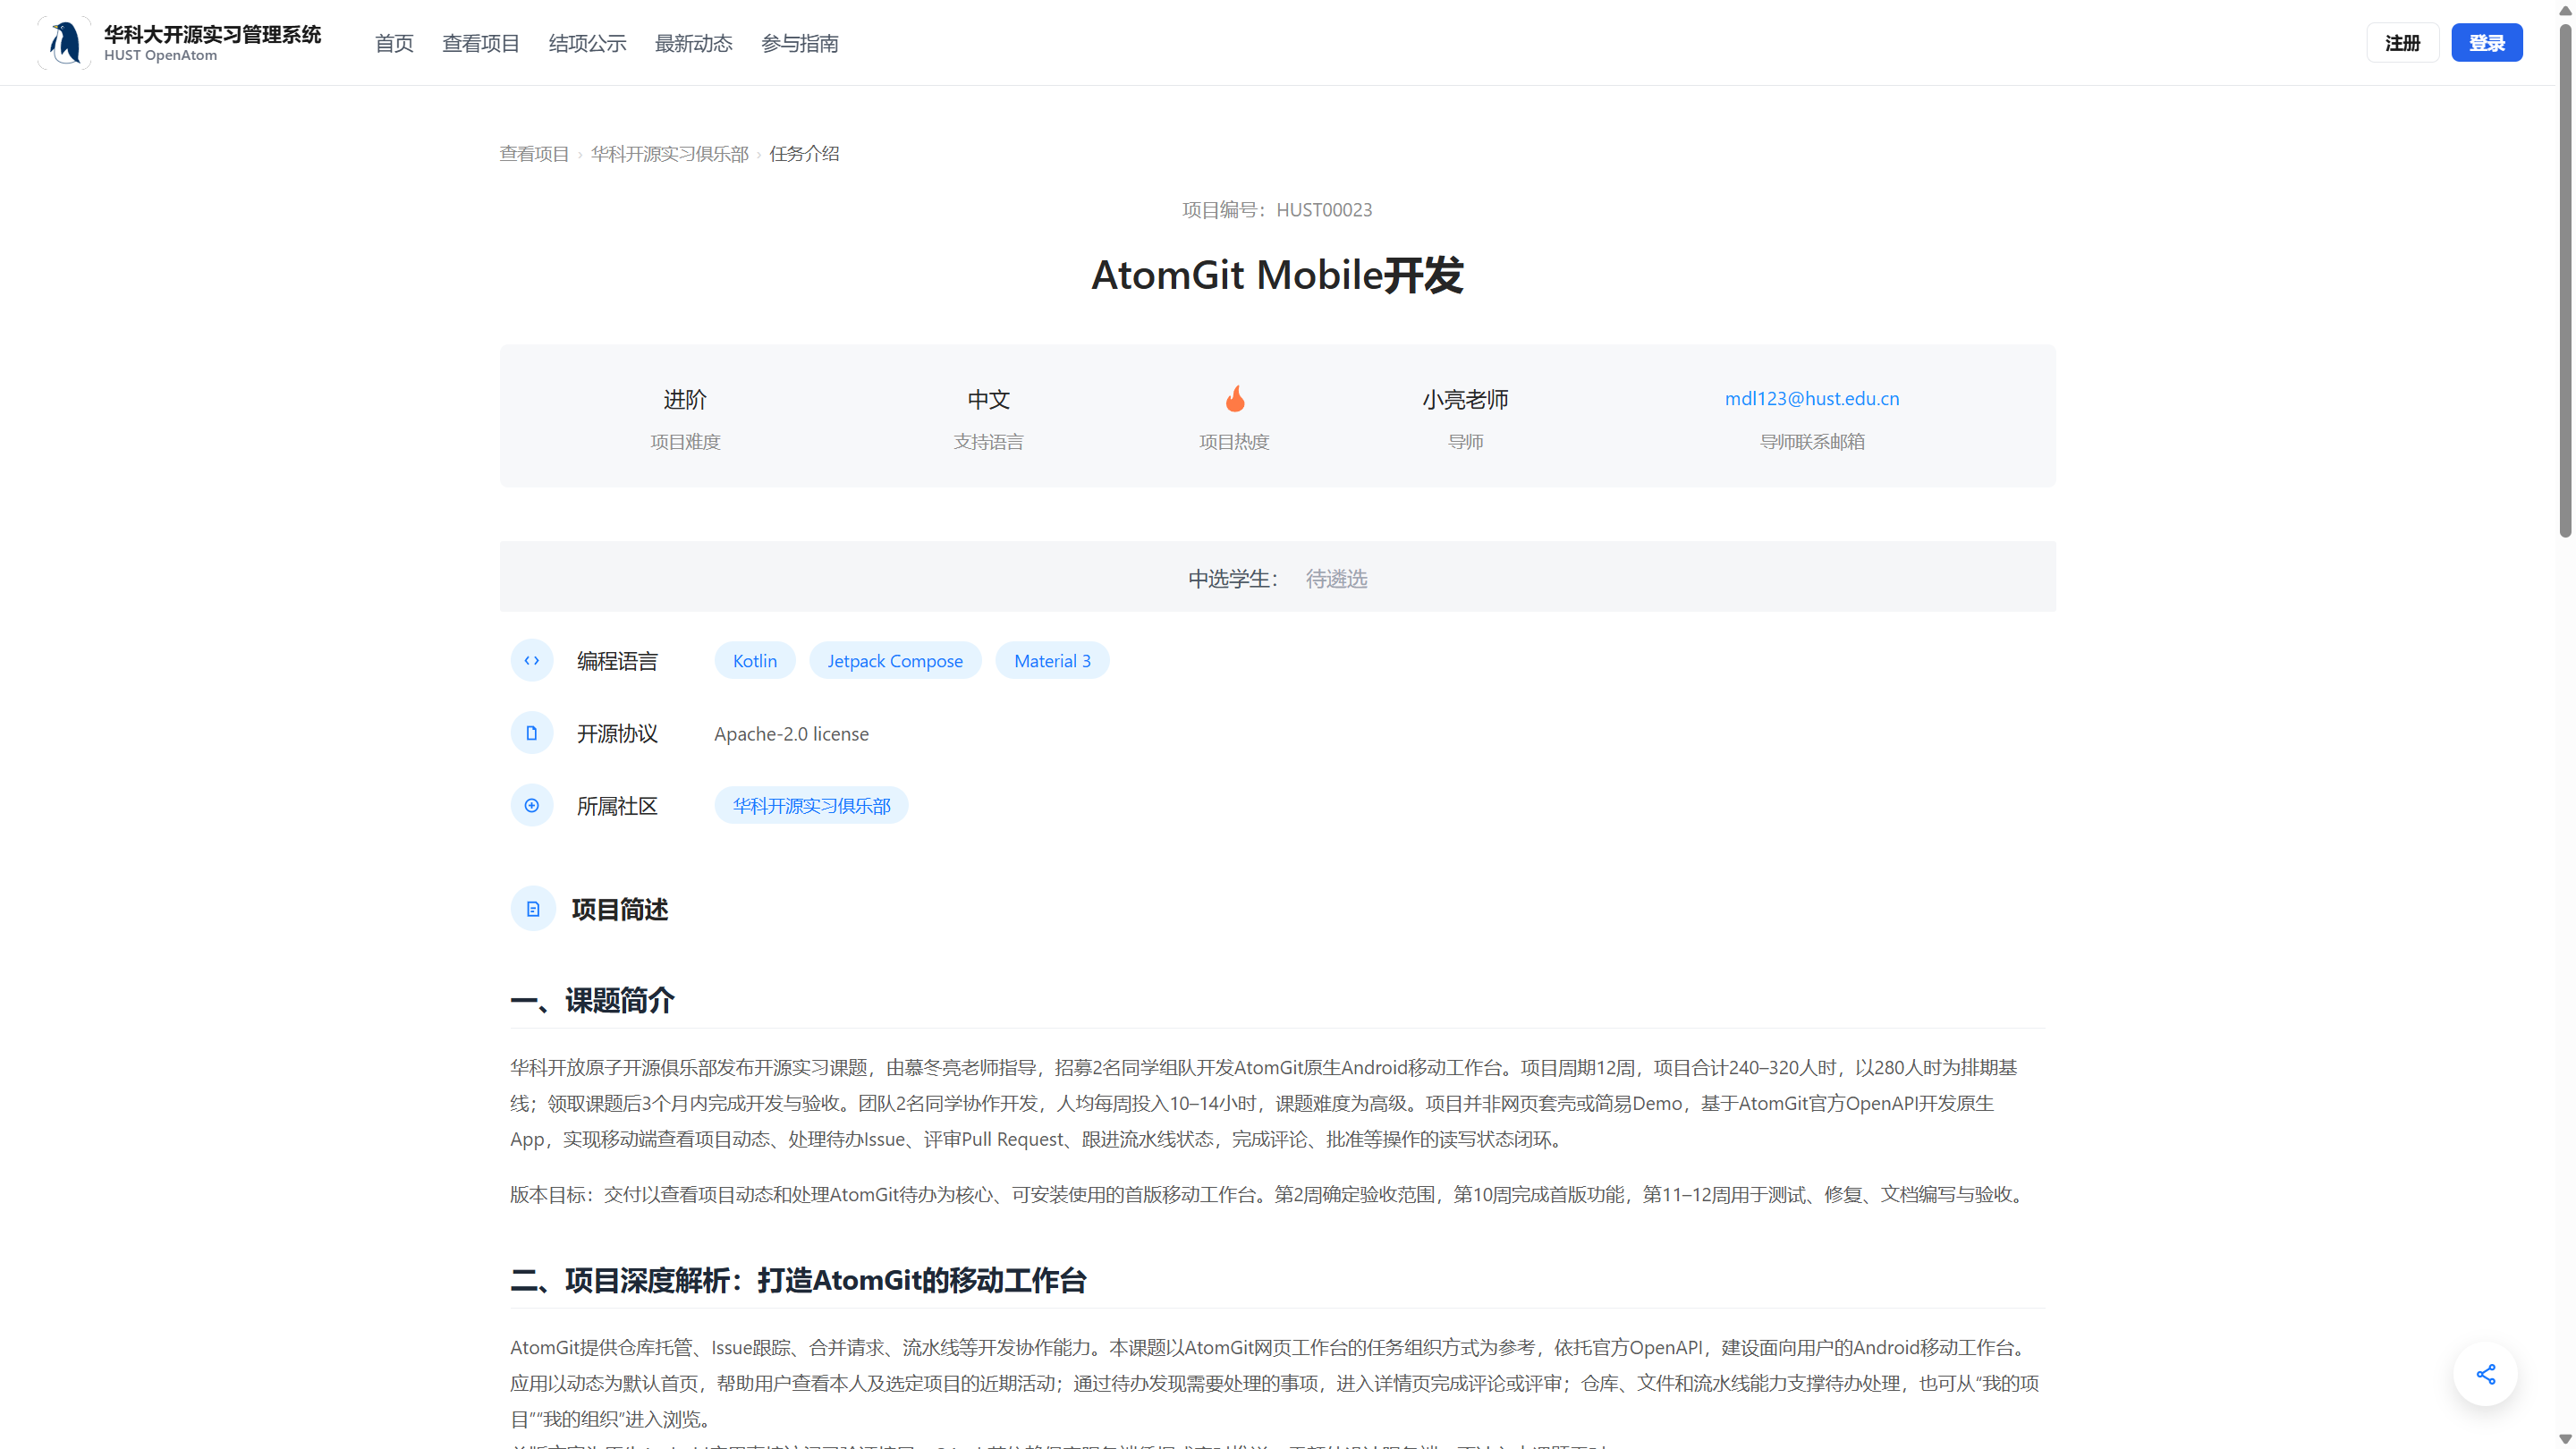 华科大开源实习管理系统
HUST OpenAtom
首页 查看项目 结项公示 最新动态 参与指南
注册 登录
查看项目 › 华科开源实习俱乐部 › 任务介绍
项目编号：HUST00023
AtomGit Mobile开发
进阶 中文 小亮老师 mdl123@hust.edu.cn
项目难度 支持语言 项目热度 导师 导师联系邮箱
中选学生： 待遴选
编程语言 Kotlin Jetpack Compose Material 3
开源协议 Apache-2.0 license
所属社区 华科开源实习俱乐部
项目简述
一、课题简介
华科开放原子开源俱乐部发布开源实习课题，由慕冬亮老师指导，招募2名同学组队开发AtomGit原生Android移动工作台。项目周期12周，项目合计240–320人时，以280人时为排期基
线；领取课题后3个月内完成开发与验收。团队2名同学协作开发，人均每周投入10–14小时，课题难度为高级。项目并非网页套壳或简易Demo，基于AtomGit官方OpenAPI开发原生
App，实现移动端查看项目动态、处理待办Issue、评审Pull Request、跟进流水线状态，完成评论、批准等操作的读写状态闭环。
版本目标：交付以查看项目动态和处理AtomGit待办为核心、可安装使用的首版移动工作台。第2周确定验收范围，第10周完成首版功能，第11–12周用于测试、修复、文档编写与验收。
二、项目深度解析：打造AtomGit的移动工作台
AtomGit提供仓库托管、Issue跟踪、合并请求、流水线等开发协作能力。本课题以AtomGit网页工作台的任务组织方式为参考，依托官方OpenAPI，建设面向用户的Android移动工作台。
应用以动态为默认首页，帮助用户查看本人及选定项目的近期活动；通过待办发现需要处理的事项，进入详情页完成评论或评审；仓库、文件和流水线能力支撑待办处理，也可从“我的项
目”“我的组织”进入浏览。